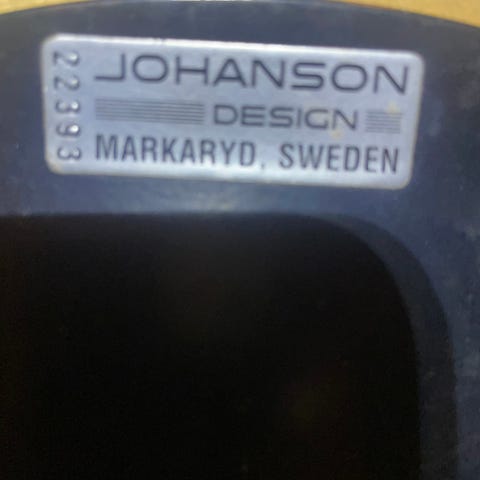 JOHANSON
DESIGN
MARKARYD, SWEDEN
22393